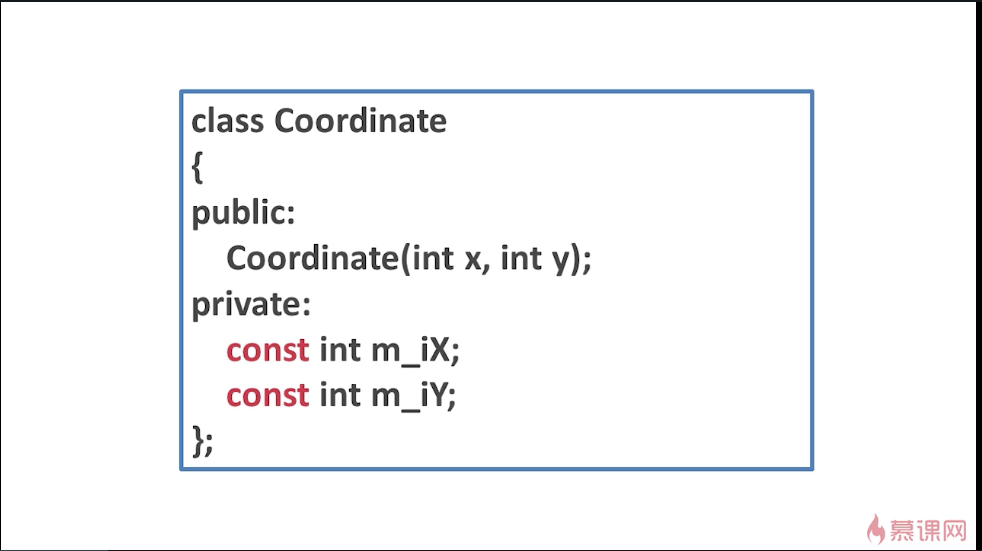 class Coordinate
{
public:
Coordinate(int x, int y);
private:
const int m_iX;
const int m_iY;
};
慕课网